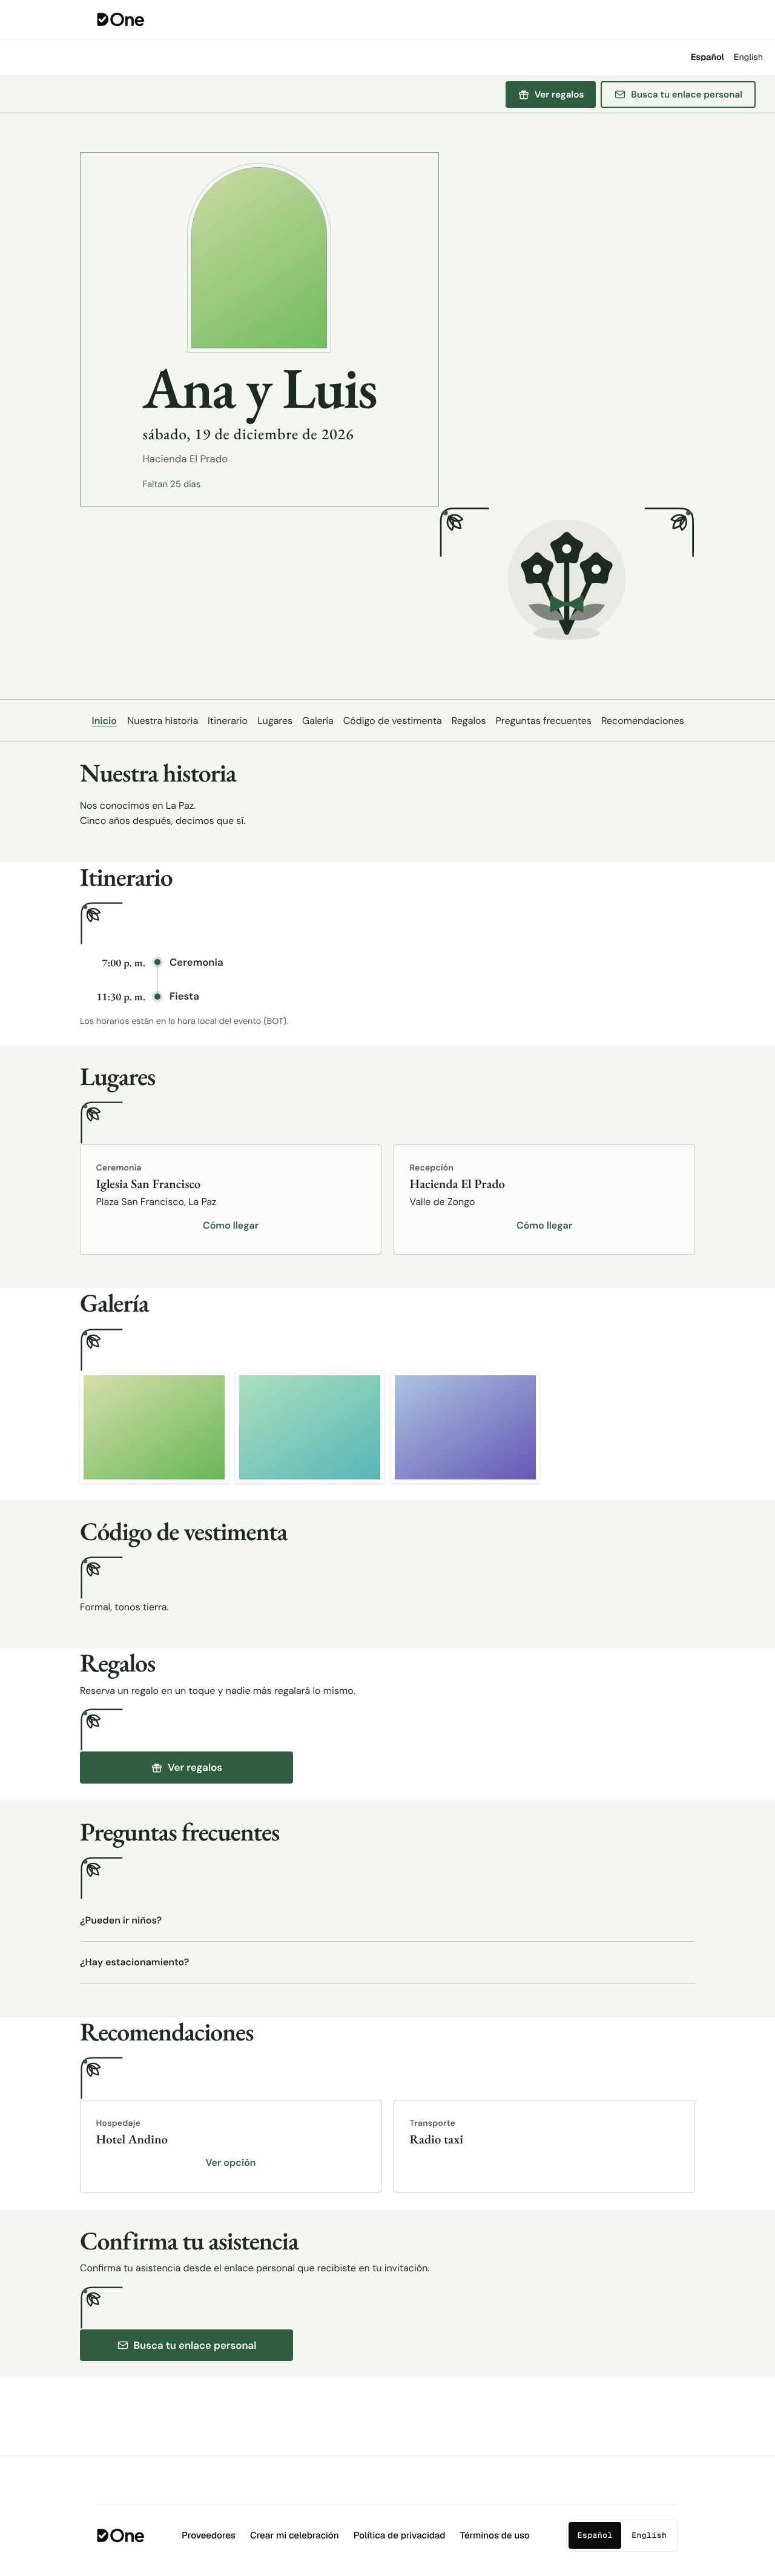 One
Español English
Ver regalos Busca tu enlace personal
Ana y Luis
sábado, 19 de diciembre de 2026
Hacienda El Prado
Faltan 25 días
Inicio Nuestra historia Itinerario Lugares Galería Código de vestimenta Regalos Preguntas frecuentes Recomendaciones
Nuestra historia
Nos conocimos en La Paz.
Cinco años después, decimos que sí.
Itinerario
7:00 p. m. Ceremonia
11:30 p. m. Fiesta
Los horarios están en la hora local del evento (BOT).
Lugares
Ceremonia
Iglesia San Francisco
Plaza San Francisco, La Paz
Cómo llegar
Recepción
Hacienda El Prado
Valle de Zongo
Cómo llegar
Galería
Código de vestimenta
Formal, tonos tierra.
Regalos
Reserva un regalo en un toque y nadie más regalará lo mismo.
Ver regalos
Preguntas frecuentes
¿Pueden ir niños?
¿Hay estacionamiento?
Recomendaciones
Hospedaje
Hotel Andino
Ver opción
Transporte
Radio taxi
Confirma tu asistencia
Confirma tu asistencia desde el enlace personal que recibiste en tu invitación.
Busca tu enlace personal
One Proveedores Crear mi celebración Política de privacidad Términos de uso Español English